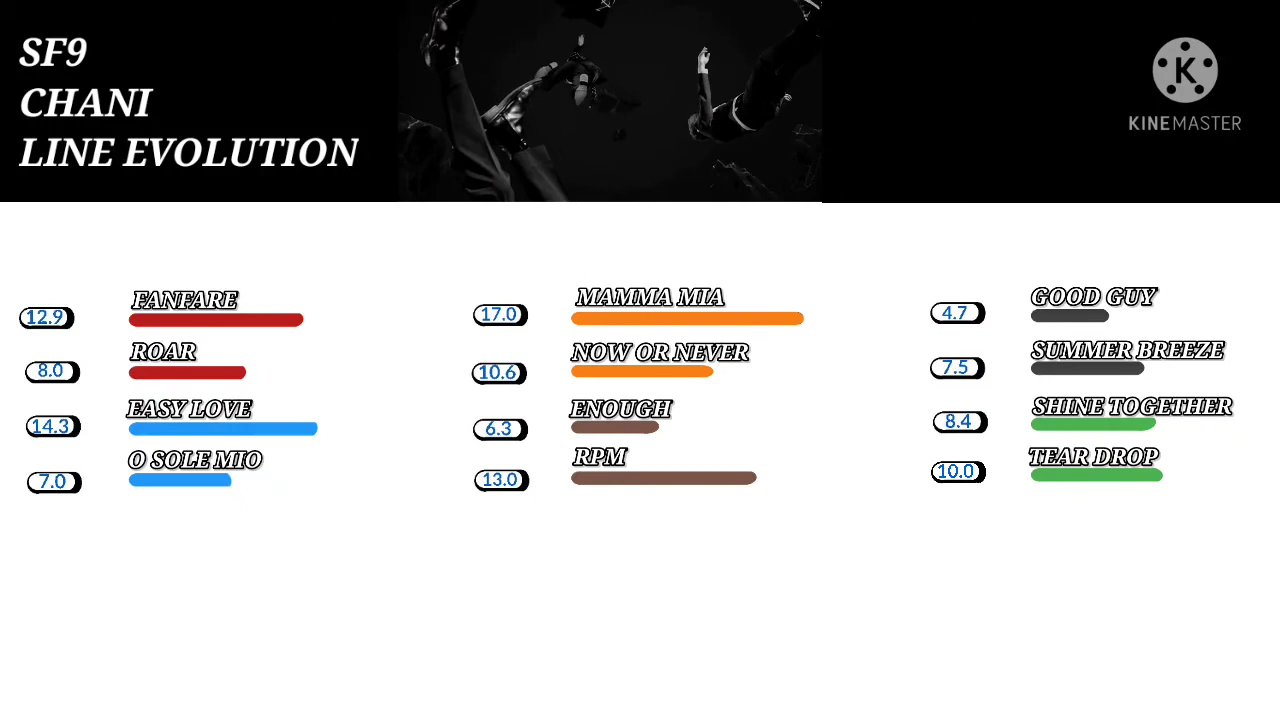 SF9
CHANI
LINE EVOLUTION
K
KINEMASTER
FANFARE
12.9
ROAR
8.0
EASY LOVE
14.3
O SOLE MIO
7.0
MAMMA MIA
17.0
NOW OR NEVER
10.6
ENOUGH
6.3
RPM
13.0
GOOD GUY
4.7
SUMMER BREEZE
7.5
SHINE TOGETHER
8.4
TEAR DROP
10.0